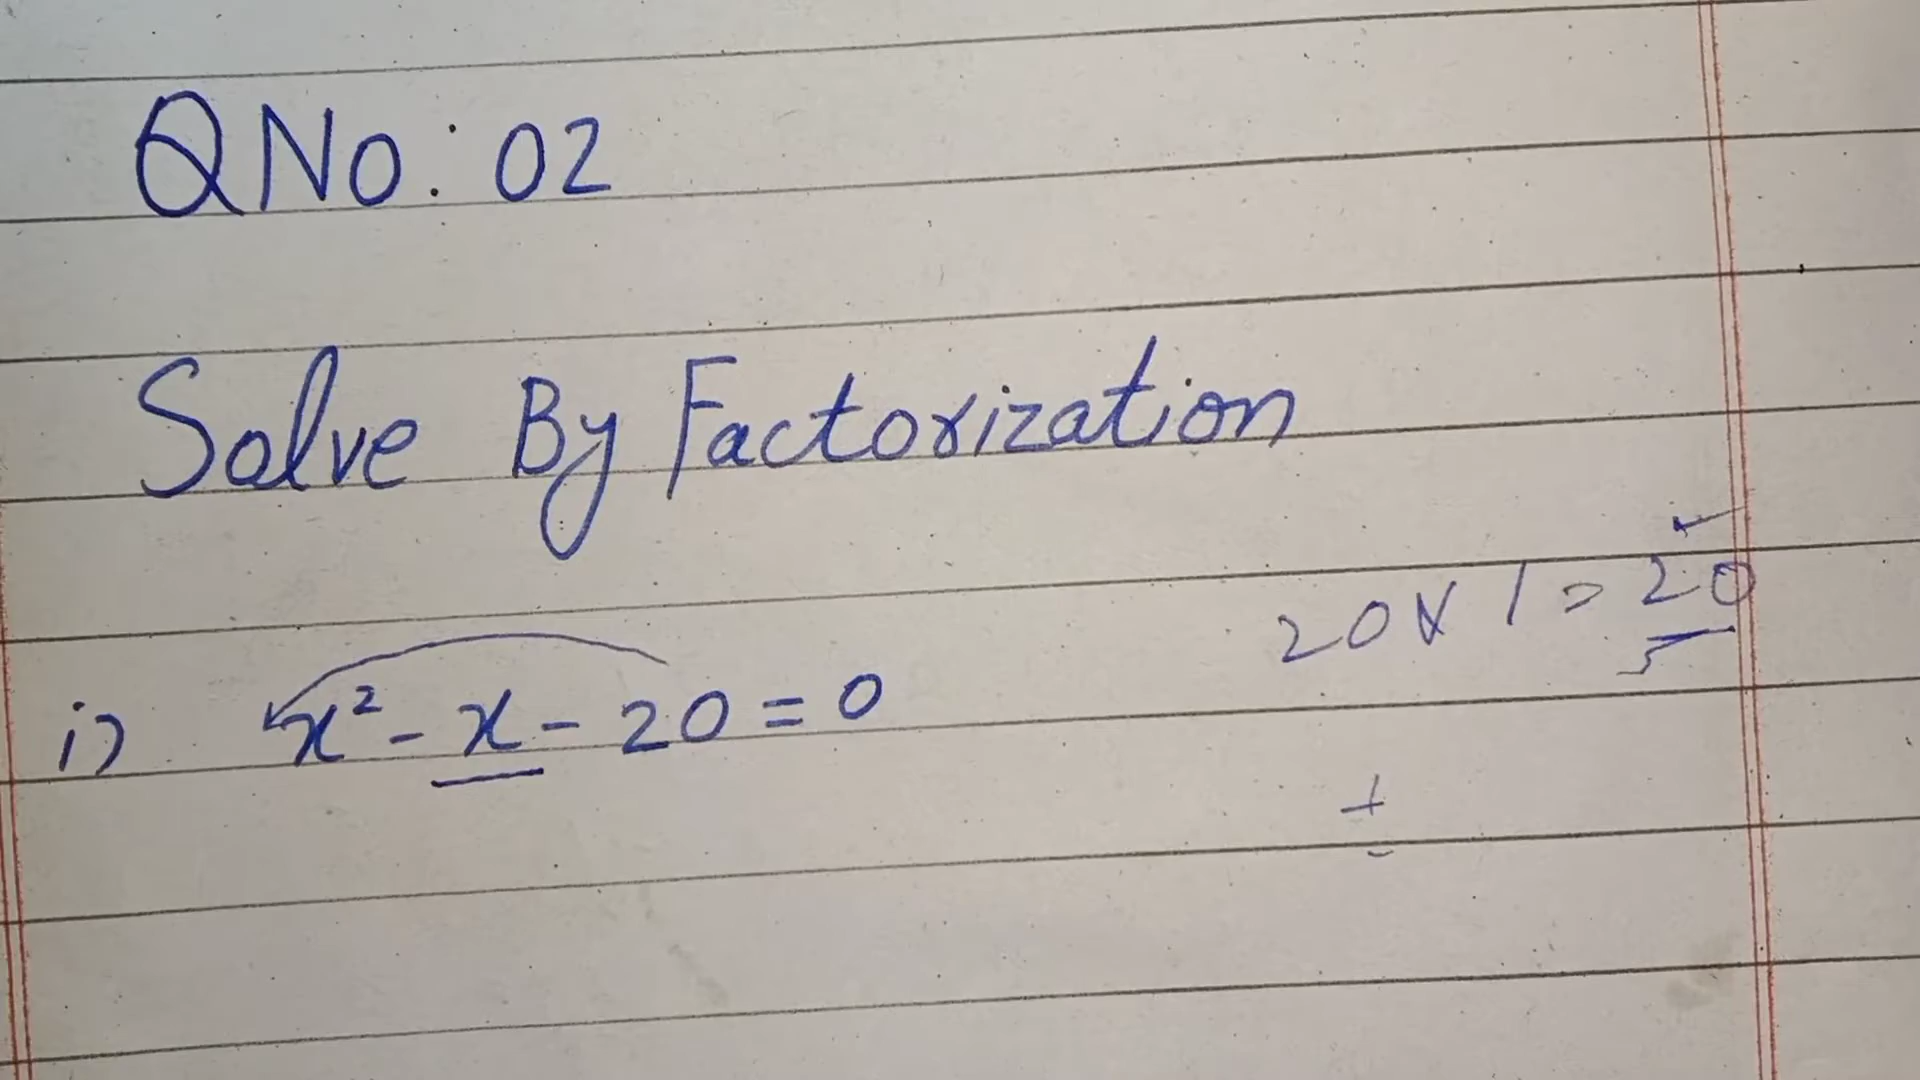 QNo: 02
Solve By Factorization
20 x 1 = 20
i) x² - x - 20 = 0
+
-